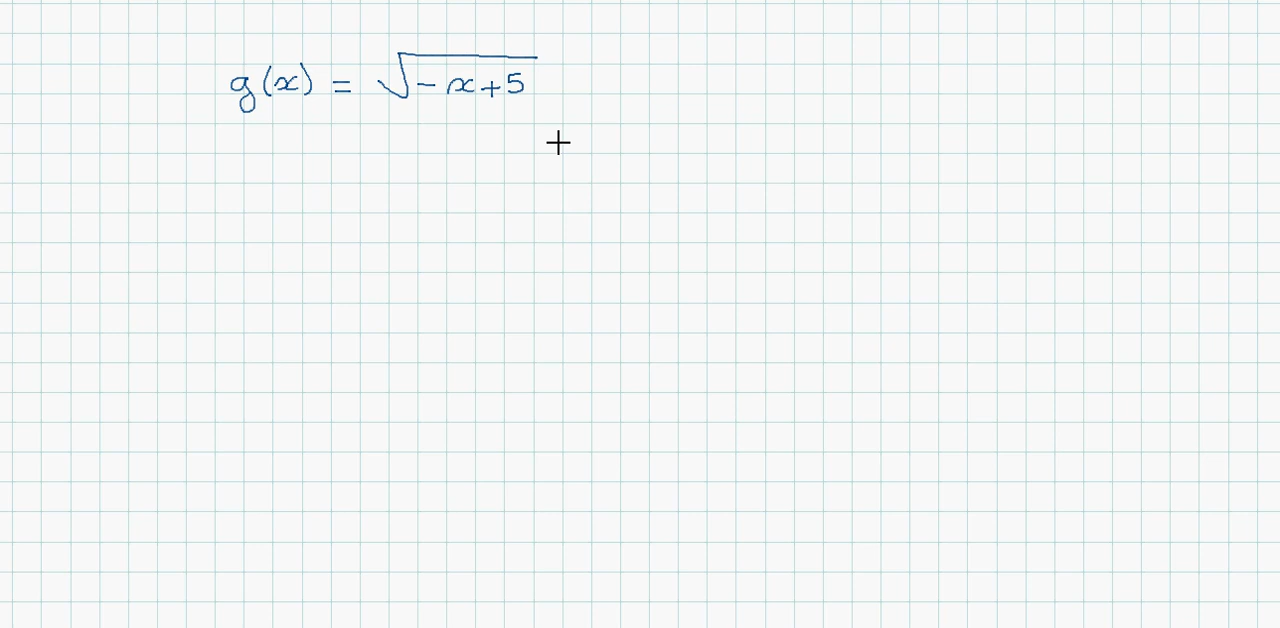 g(x) = √(-x+5)